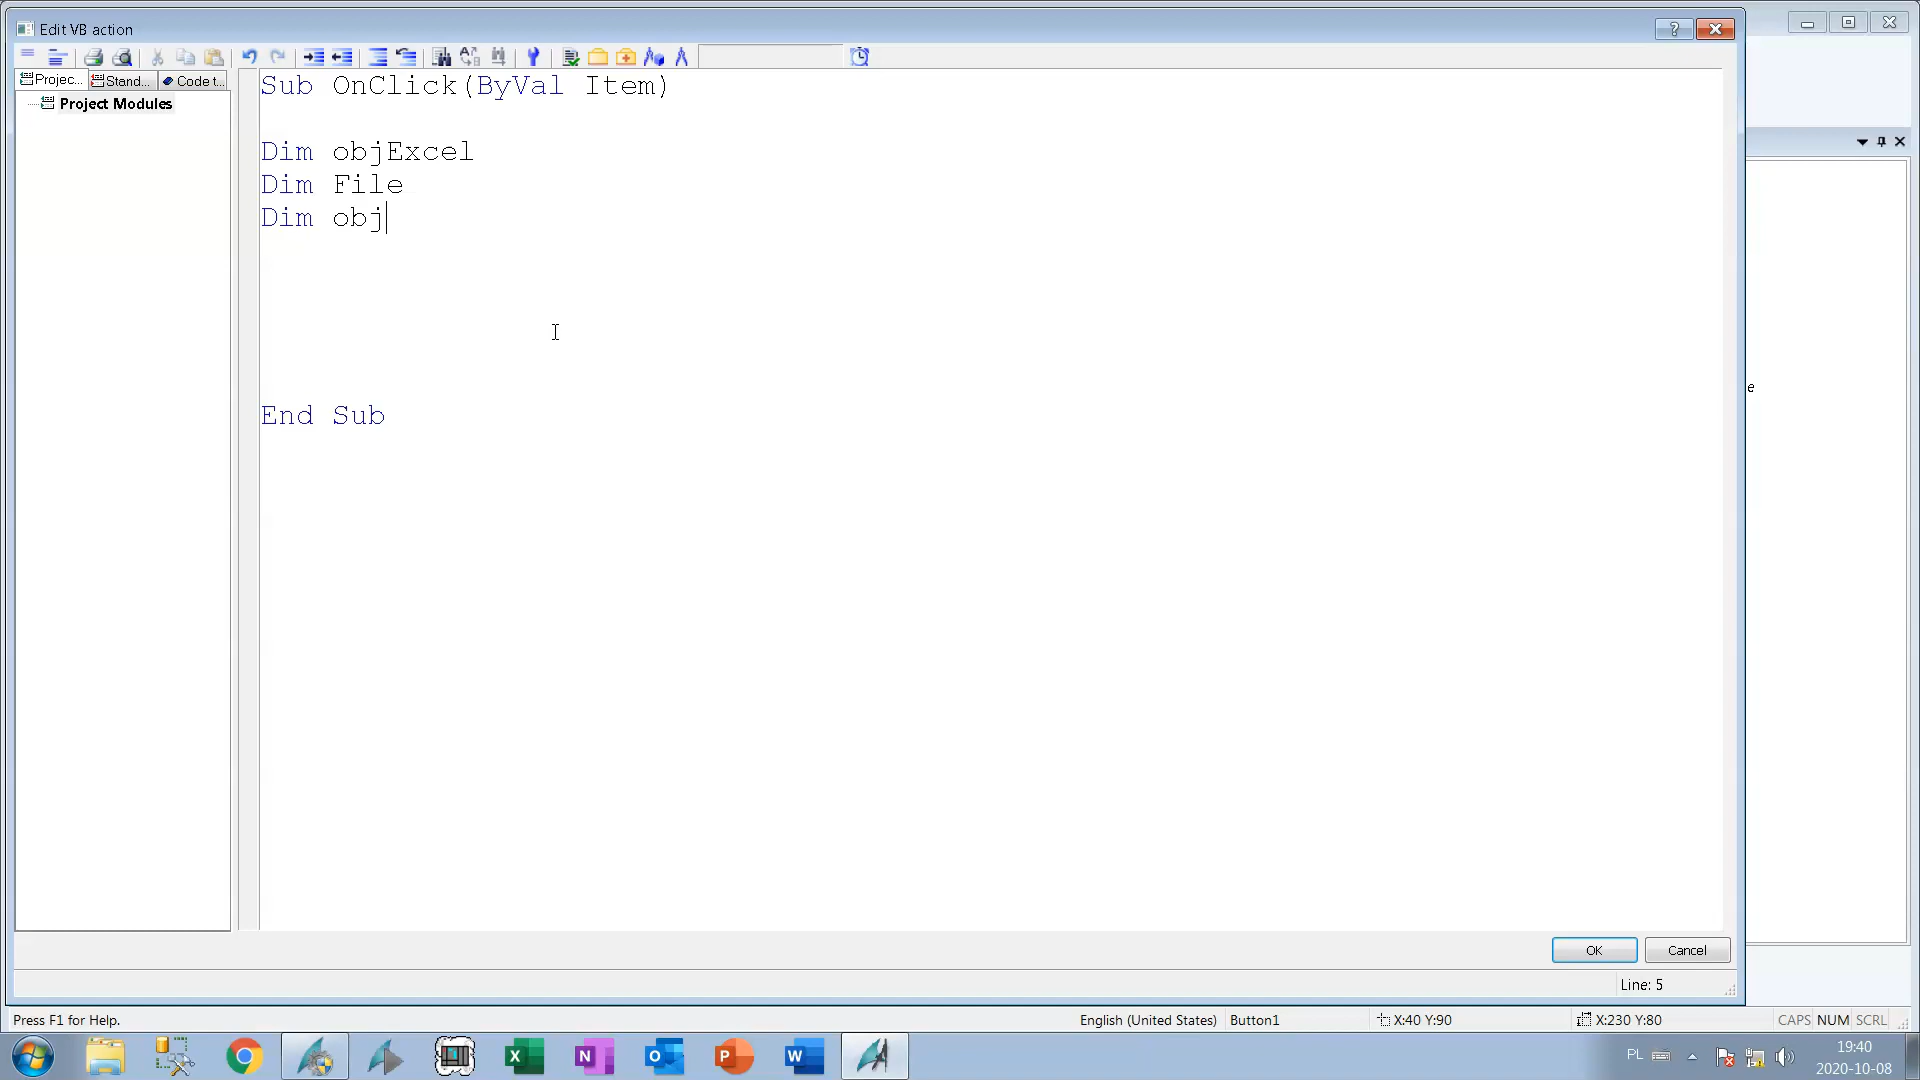 Edit VB action
Projec...
Stand...
Code t...
Project Modules
Sub OnClick(ByVal Item)
Dim objExcel
Dim File
Dim obj
End Sub
e
OK
Cancel
Line: 5
Press F1 for Help.
English (United States)
Button1
X:40 Y:90
X:230 Y:80
CAPS
NUM
SCRL
PL
19:40
2020-10-08